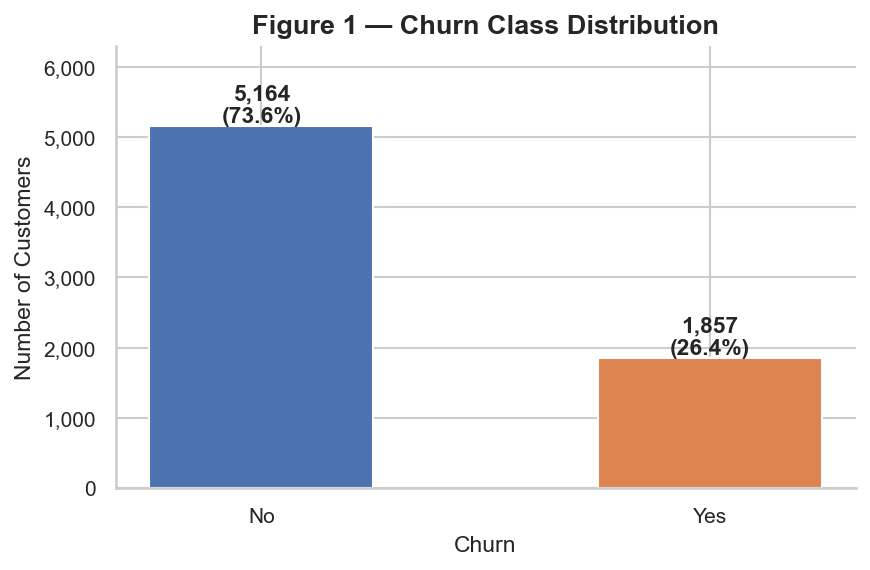 Figure 1 — Churn Class Distribution
Number of Customers
6,000
5,000
4,000
3,000
2,000
1,000
0
5,164
(73.6%)
1,857
(26.4%)
No
Yes
Churn